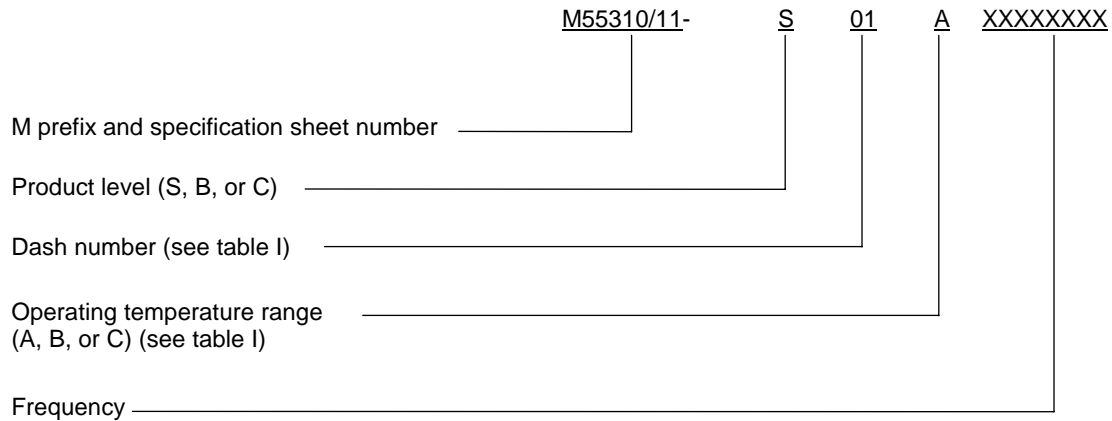 M55310/11- S 01 A XXXXXXXX
M prefix and specification sheet number
Product level (S, B, or C)
Dash number (see table I)
Operating temperature range
(A, B, or C) (see table I)
Frequency